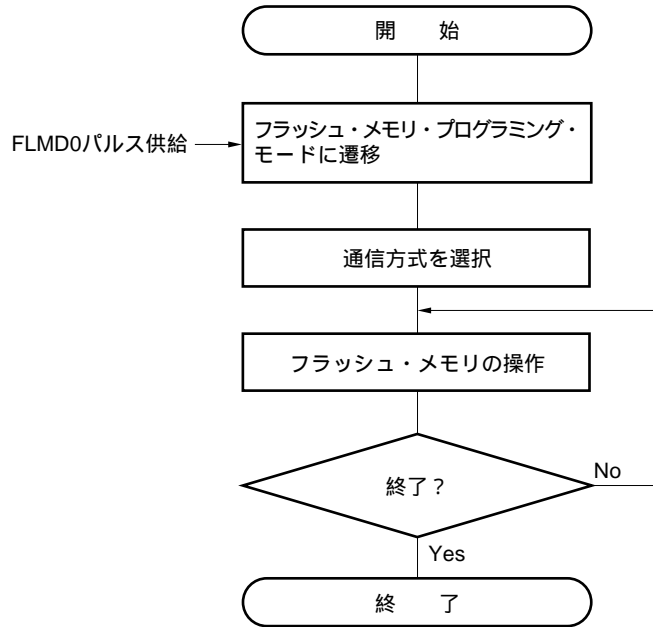 開　始
FLMD0パルス供給
フラッシュ・メモリ・プログラミング・
モードに遷移
通信方式を選択
フラッシュ・メモリの操作
終了？
No
Yes
終　了